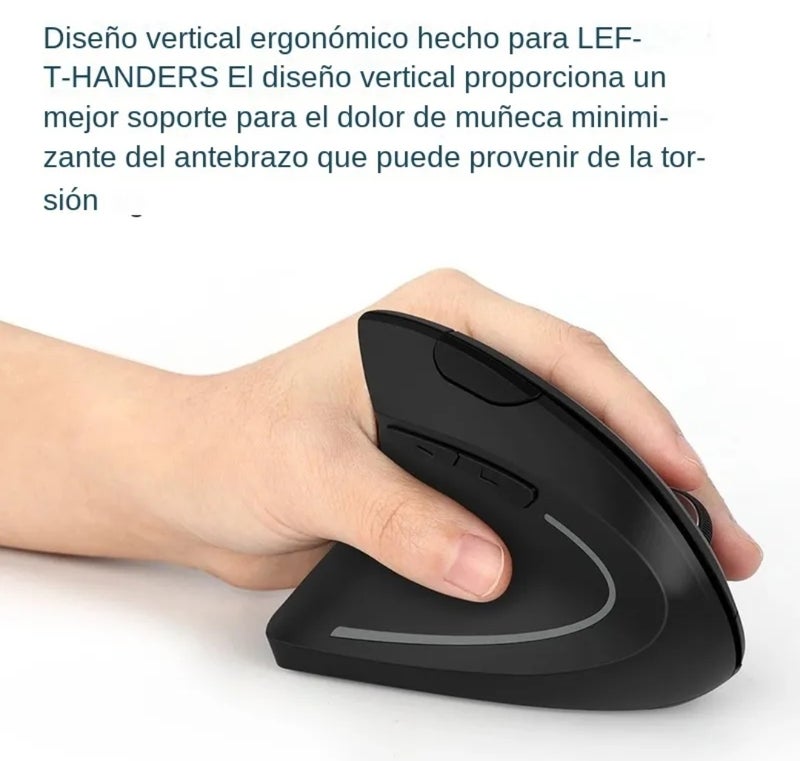 Diseño vertical ergonómico hecho para LEF-
T-HANDERS El diseño vertical proporciona un
mejor soporte para el dolor de muñeca minimi-
zante del antebrazo que puede provenir de la tor-
sión